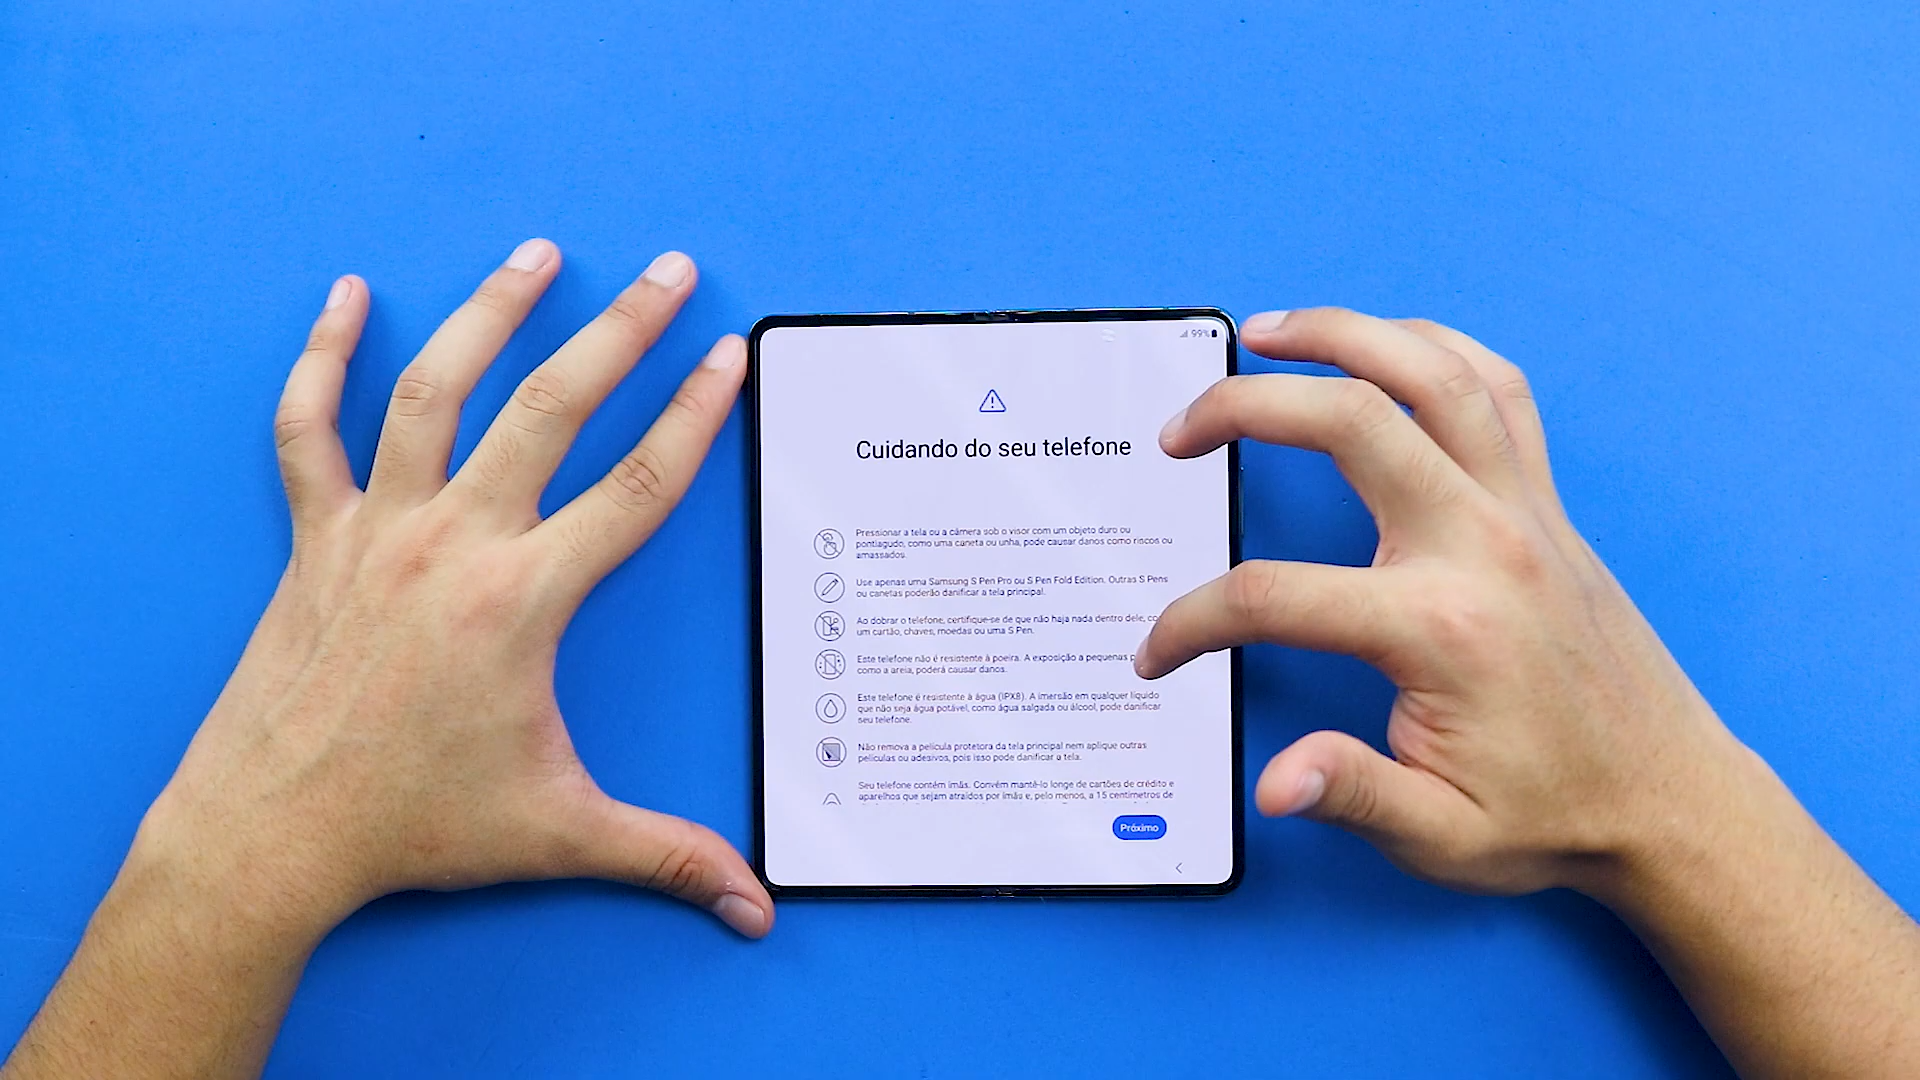 99%
Cuidando do seu telefone
Pressionar a tela ou a câmera sob o visor com um objeto duro ou
pontiagudo, como uma caneta ou unha, pode causar danos como riscos ou
amassados.
Use apenas uma Samsung S Pen Pro ou S Pen Fold Edition. Outras S Pens
ou canetas poderão danificar a tela principal.
Ao dobrar o telefone, certifique-se de que não haja nada dentro dele,
um cartão, chaves, moedas ou uma S Pen.
Este telefone não é resistente à poeira. A exposição a pequenas
como a areia, poderá causar danos.
Este telefone é resistente à água (IPX8). A imersão em qualquer líquido
que não seja água potável, como água salgada ou álcool, pode danificar
seu telefone.
Não remova a película protetora da tela principal nem aplique outras
películas ou adesivos, pois isso pode danificar a tela.
Seu telefone contém ímãs. Convém mantê-lo longe de cartões de crédito e
aparelhos que sejam atraídos por ímãs e, pelo menos, a 15 centímetros de
Próximo